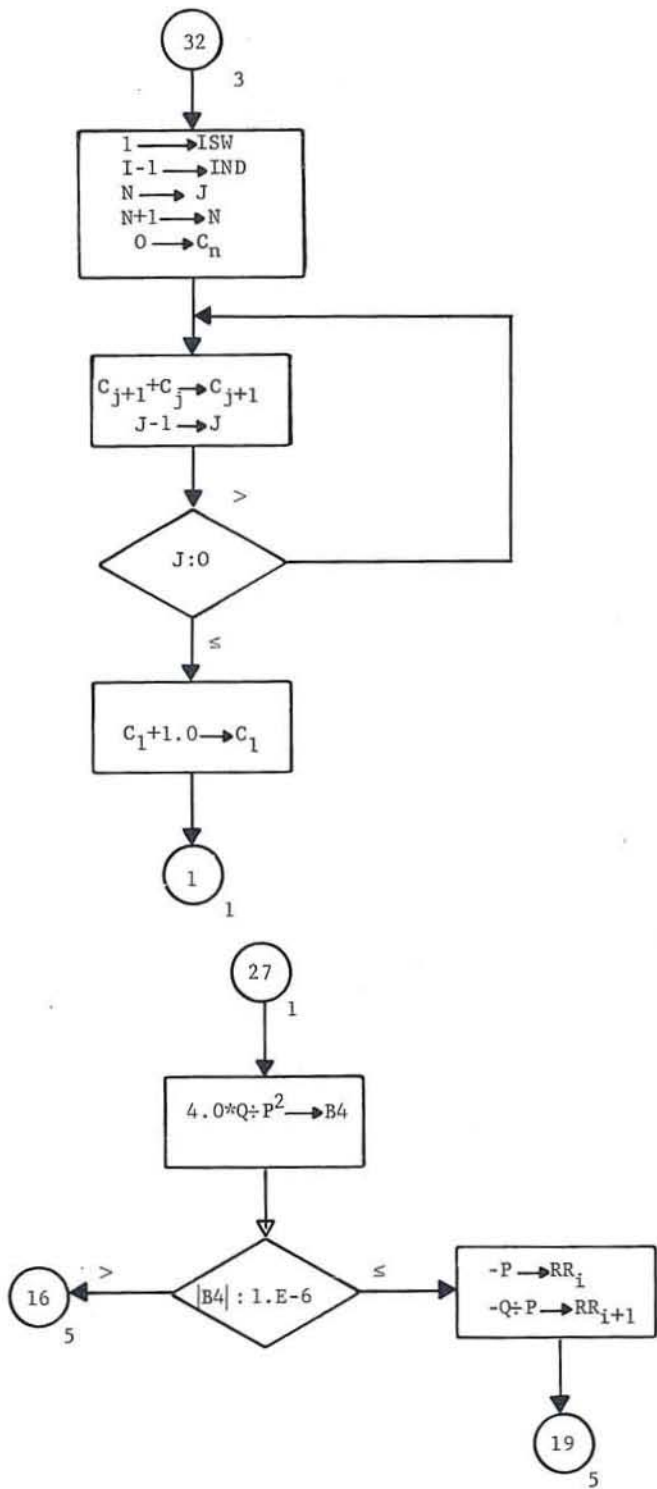 32
3
1 → ISW
I-1 → IND
N → J
N+1 → N
0 → Cn
Cj+1+Cj → Cj+1
J-1 → J
>
J:0
≤
C1+1.0 → C1
1
1
27
1
4.0*Q÷P² → B4
>
|B4| : 1.E-6
≤
-P → RRi
-Q÷P → RRi+1
16
5
19
5